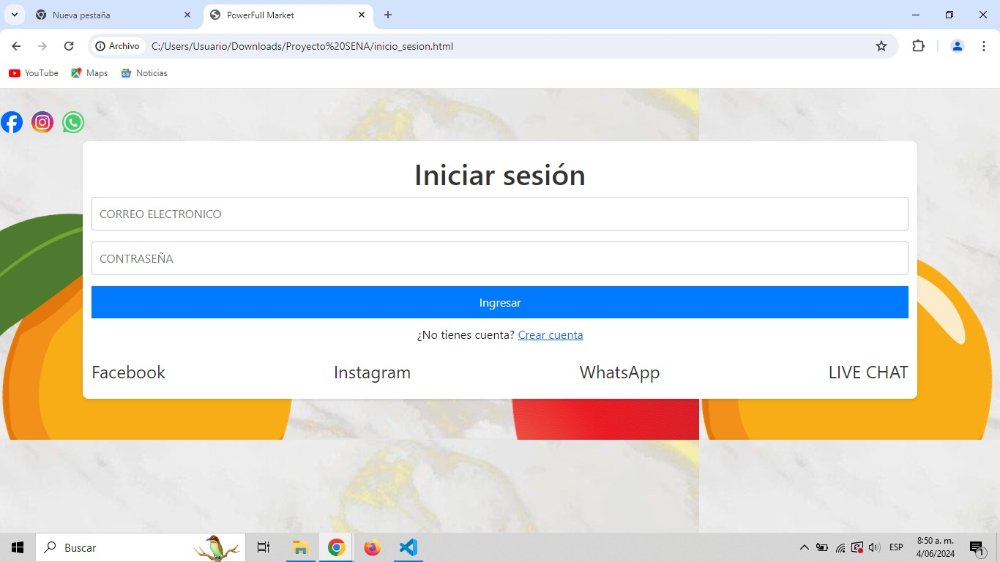 Nueva pestaña
PowerFull Market
Archivo
C:/Users/Usuario/Downloads/Proyecto%20SENA/inicio_sesion.html
YouTube
Maps
Noticias
Iniciar sesión
CORREO ELECTRONICO
CONTRASEÑA
Ingresar
¿No tienes cuenta? Crear cuenta
Facebook Instagram WhatsApp LIVE CHAT
Buscar
ESP
8:50 a. m.
4/06/2024
1